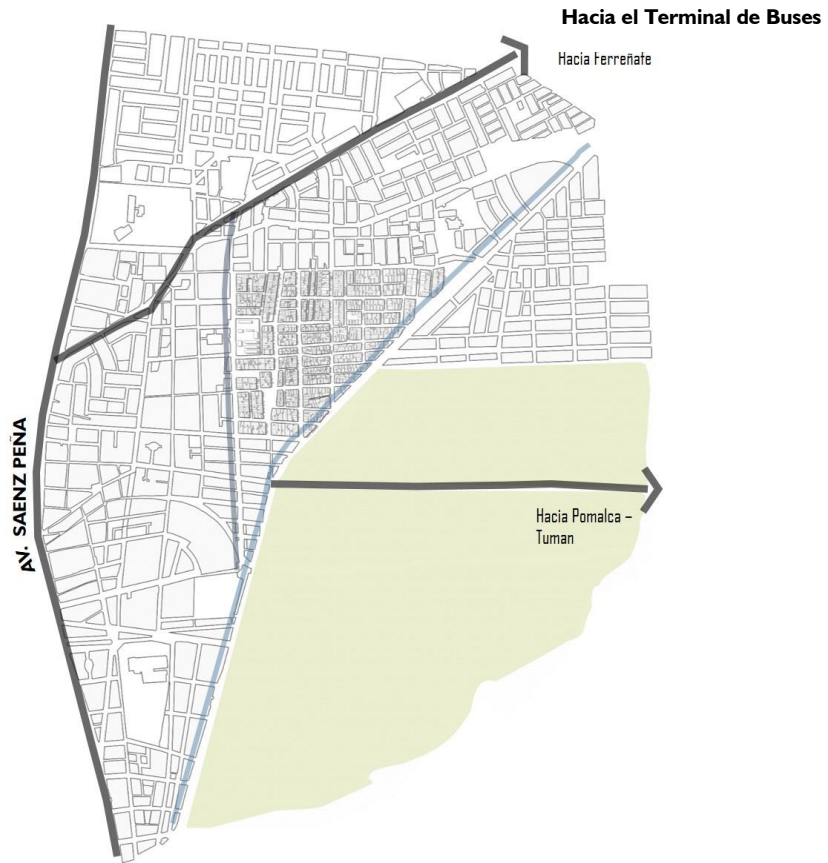 Hacia el Terminal de Buses
Hacia Ferreñafe
AV. SAENZ PEÑA
Hacia Pomalca –
Tuman